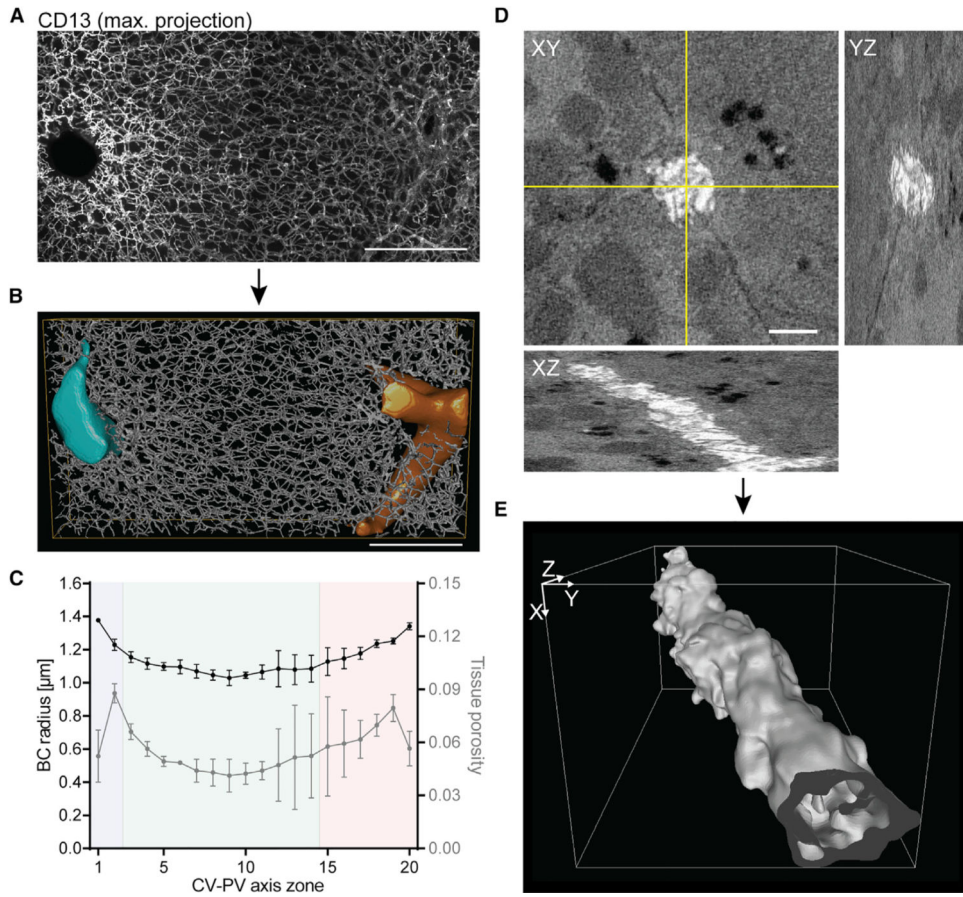 A
CD13 (max. projection)
B
C
BC radius [µm]
1.6
1.4
1.2
1.0
0.8
0.6
0.4
0.2
0.0
0.15
0.12
0.09
0.06
0.03
0.00
Tissue porosity
1 5 10 15 20
CV-PV axis zone
D
XY
YZ
XZ
E
Z
Y
X